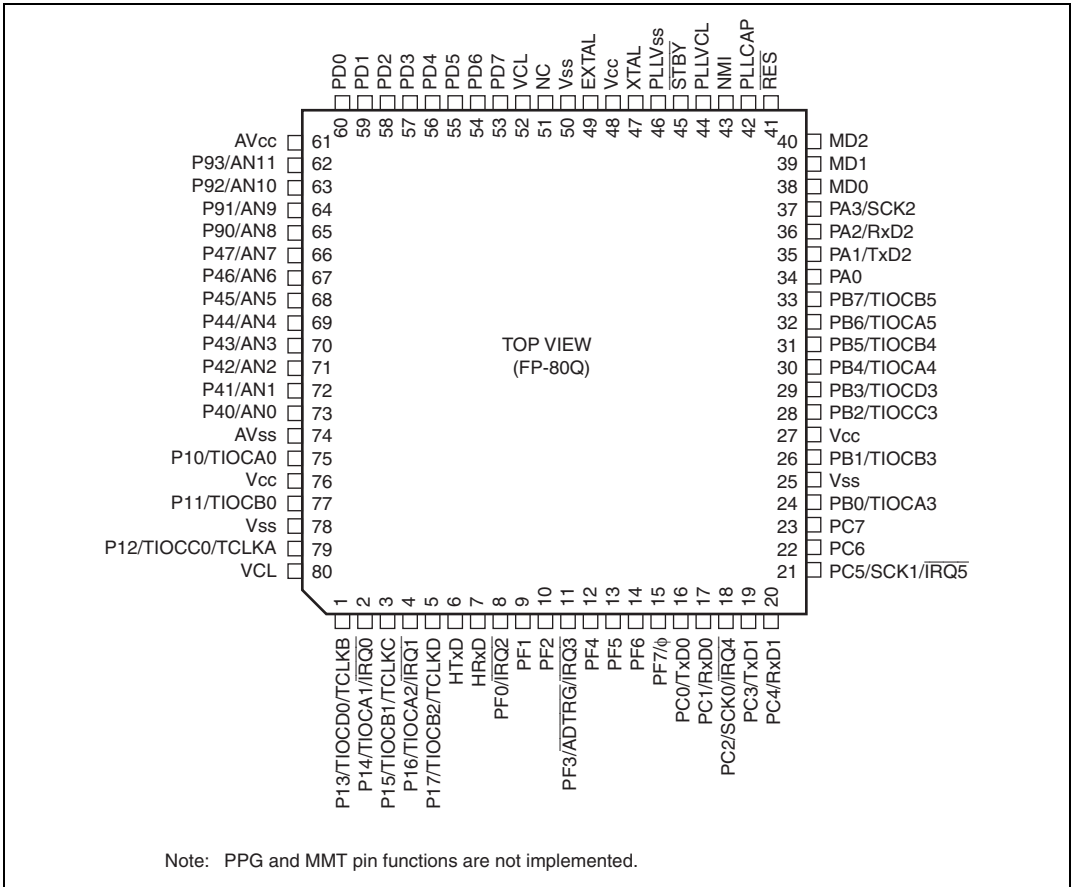 PD0
PD1
PD2
PD3
PD4
PD5
PD6
PD7
VCL
NC
Vss
EXTAL
Vcc
XTAL
PLLVss
STBY
PLLVCL
NMI
PLLCAP
RES
60
59
58
57
56
55
54
53
52
51
50
49
48
47
46
45
44
43
42
41
AVcc 61
P93/AN11 62
P92/AN10 63
P91/AN9 64
P90/AN8 65
P47/AN7 66
P46/AN6 67
P45/AN5 68
P44/AN4 69
P43/AN3 70
P42/AN2 71
P41/AN1 72
P40/AN0 73
AVss 74
P10/TIOCA0 75
Vcc 76
P11/TIOCB0 77
Vss 78
P12/TIOCC0/TCLKA 79
VCL 80
TOP VIEW
(FP-80Q)
40 MD2
39 MD1
38 MD0
37 PA3/SCK2
36 PA2/RxD2
35 PA1/TxD2
34 PA0
33 PB7/TIOCB5
32 PB6/TIOCA5
31 PB5/TIOCB4
30 PB4/TIOCA4
29 PB3/TIOCD3
28 PB2/TIOCC3
27 Vcc
26 PB1/TIOCB3
25 Vss
24 PB0/TIOCA3
23 PC7
22 PC6
21 PC5/SCK1/IRQ5
1
2
3
4
5
6
7
8
9
10
11
12
13
14
15
16
17
18
19
20
P13/TIOCD0/TCLKB
P14/TIOCA1/IRQ0
P15/TIOCB1/TCLKC
P16/TIOCA2/IRQ1
P17/TIOCB2/TCLKD
HTxD
HRxD
PF0/IRQ2
PF1
PF2
PF3/ADTRG/IRQ3
PF4
PF5
PF6
PF7/ϕ
PC0/TxD0
PC1/RxD0
PC2/SCK0/IRQ4
PC3/TxD1
PC4/RxD1
Note: PPG and MMT pin functions are not implemented.